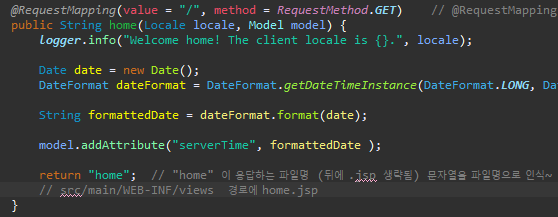 @RequestMapping(value = "/", method = RequestMethod.GET)    // @RequestMapping
public String home(Locale locale, Model model) {
logger.info("Welcome home! The client locale is {}.", locale);
Date date = new Date();
DateFormat dateFormat = DateFormat.getDateTimeInstance(DateFormat.LONG, Da
String formattedDate = dateFormat.format(date);
model.addAttribute("serverTime", formattedDate );
return "home";  // "home" 이 응답하는 파일명 (뒤에 .jsp 생략됨) 문자열을 파일명으로 인식~
// src/main/WEB-INF/views  경로에 home.jsp
}